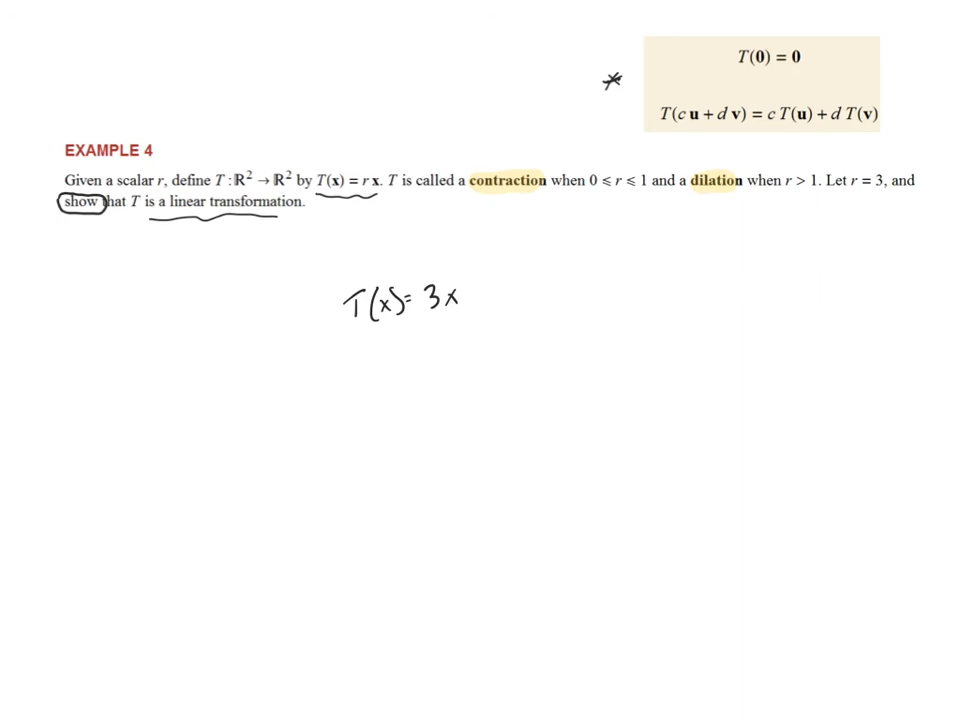 T(0) = 0
*
T(c u + d v) = c T(u) + d T(v)
EXAMPLE 4
Given a scalar r, define T : ℝ² → ℝ² by T(x) = r x. T is called a contraction when 0 ⩽ r ⩽ 1 and a dilation when r > 1. Let r = 3, and
show that T is a linear transformation.
T(x) = 3x